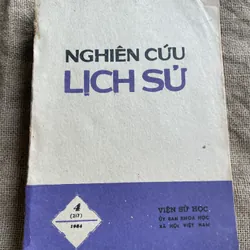 NGHIÊN CỨU
LỊCH SỬ
4
(217)
1984
VIỆN SỬ HỌC
ỦY BAN KHOA HỌC
XÃ HỘI VIỆT NAM